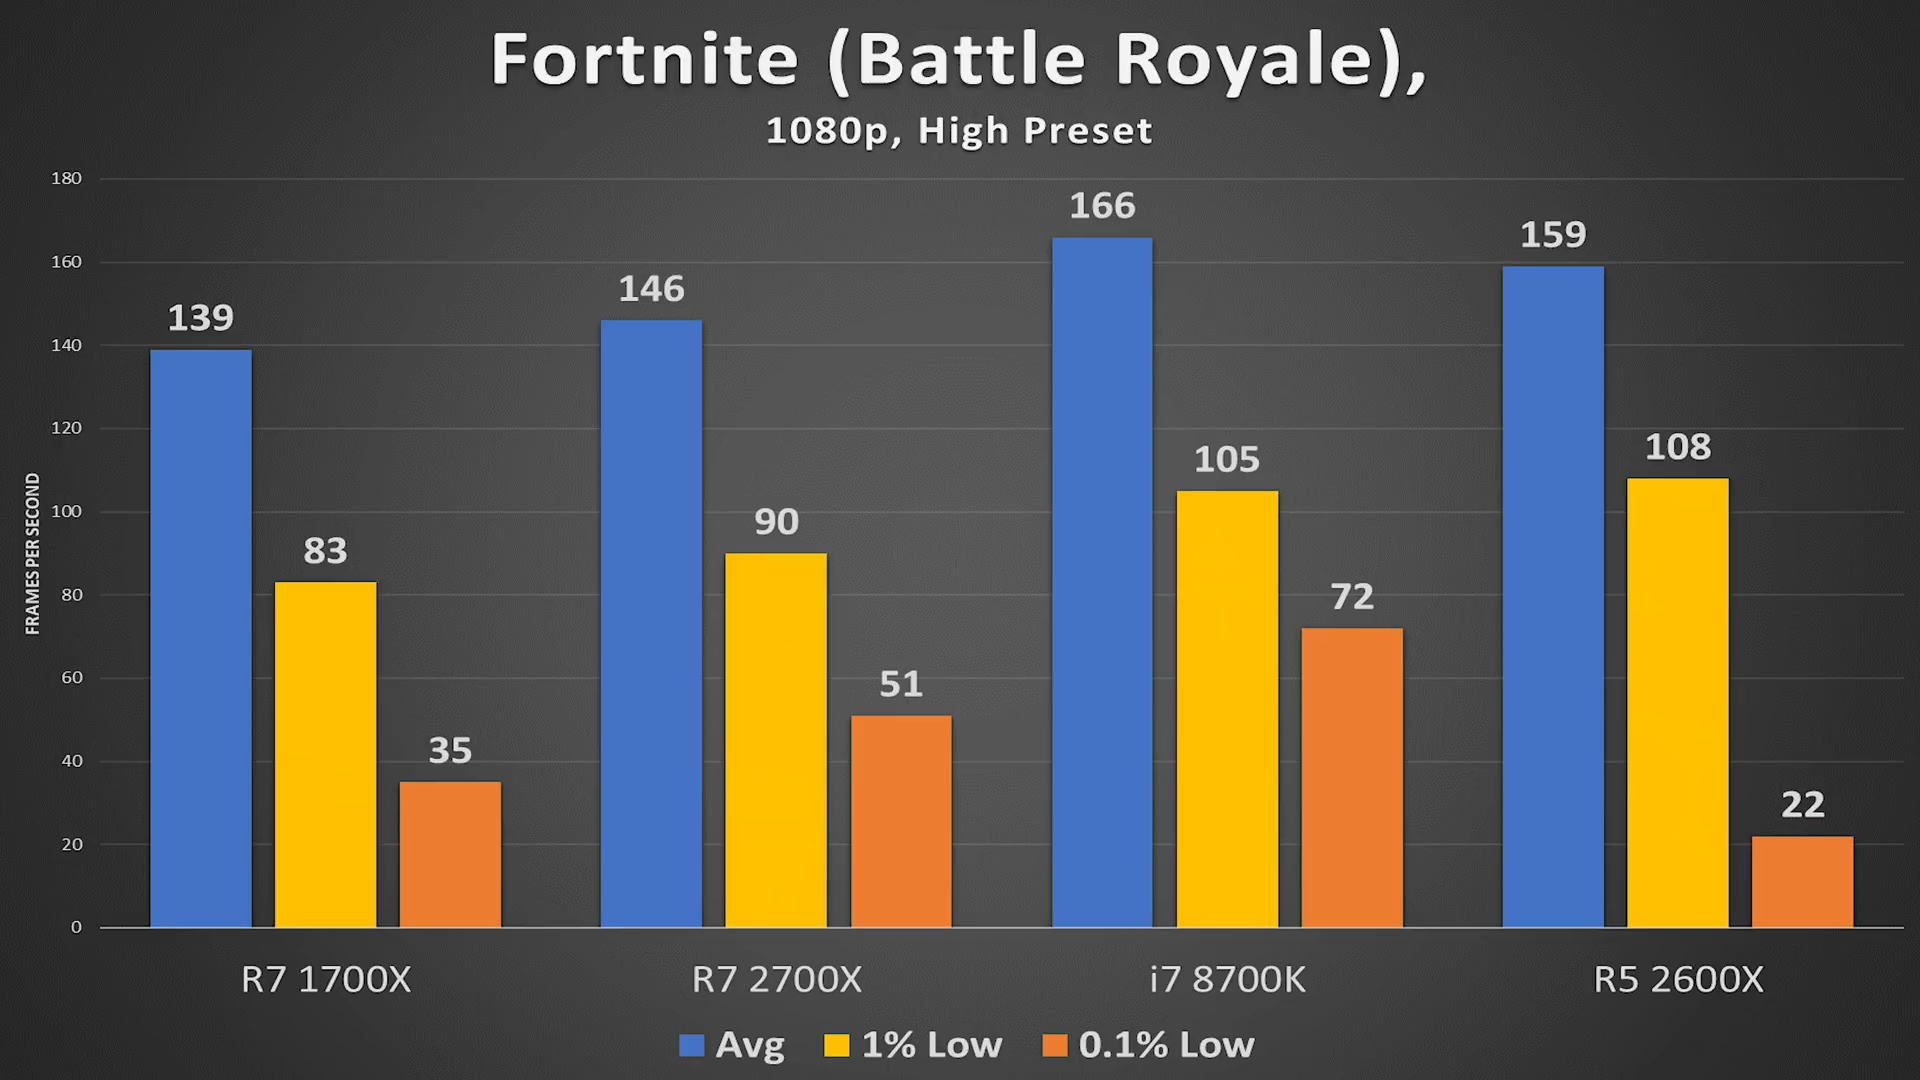 Fortnite (Battle Royale),
1080p, High Preset
FRAMES PER SECOND
180
160
140
120
100
80
60
40
20
0
139
83
35
146
90
51
166
105
72
159
108
22
R7 1700X
R7 2700X
i7 8700K
R5 2600X
Avg
1% Low
0.1% Low